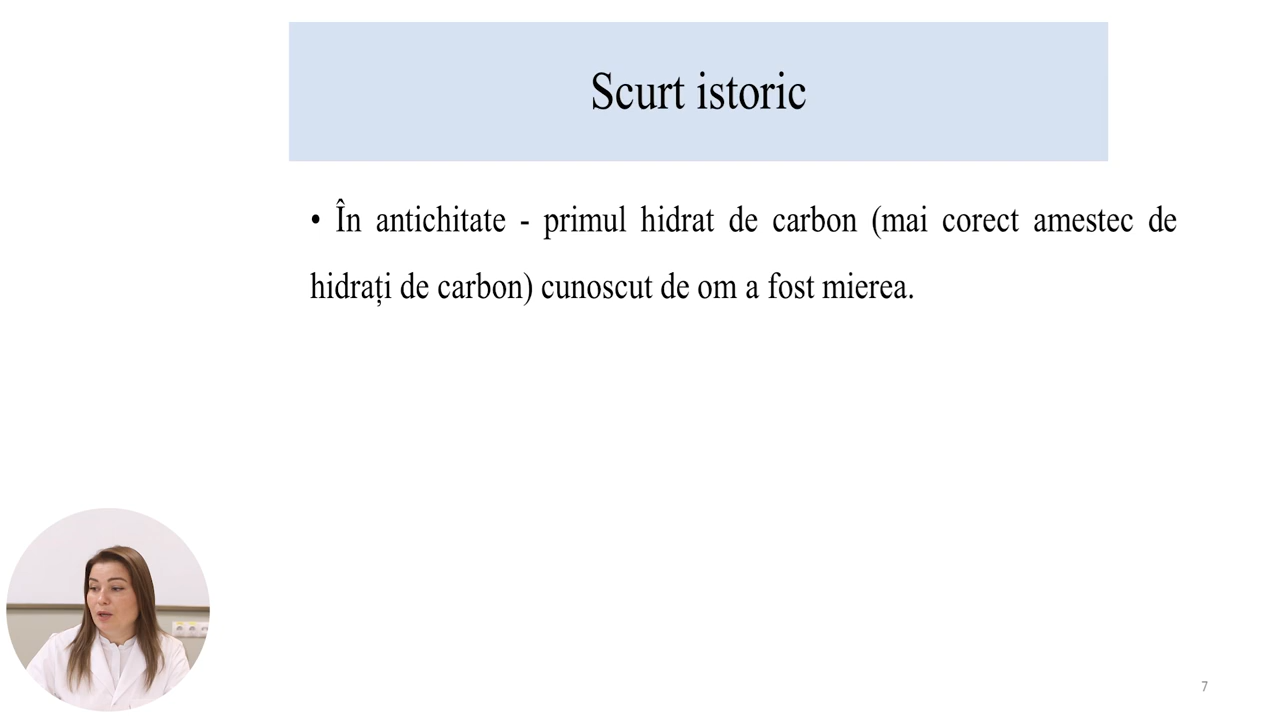 Scurt istoric
• În antichitate - primul hidrat de carbon (mai corect amestec de
hidrați de carbon) cunoscut de om a fost mierea.
7